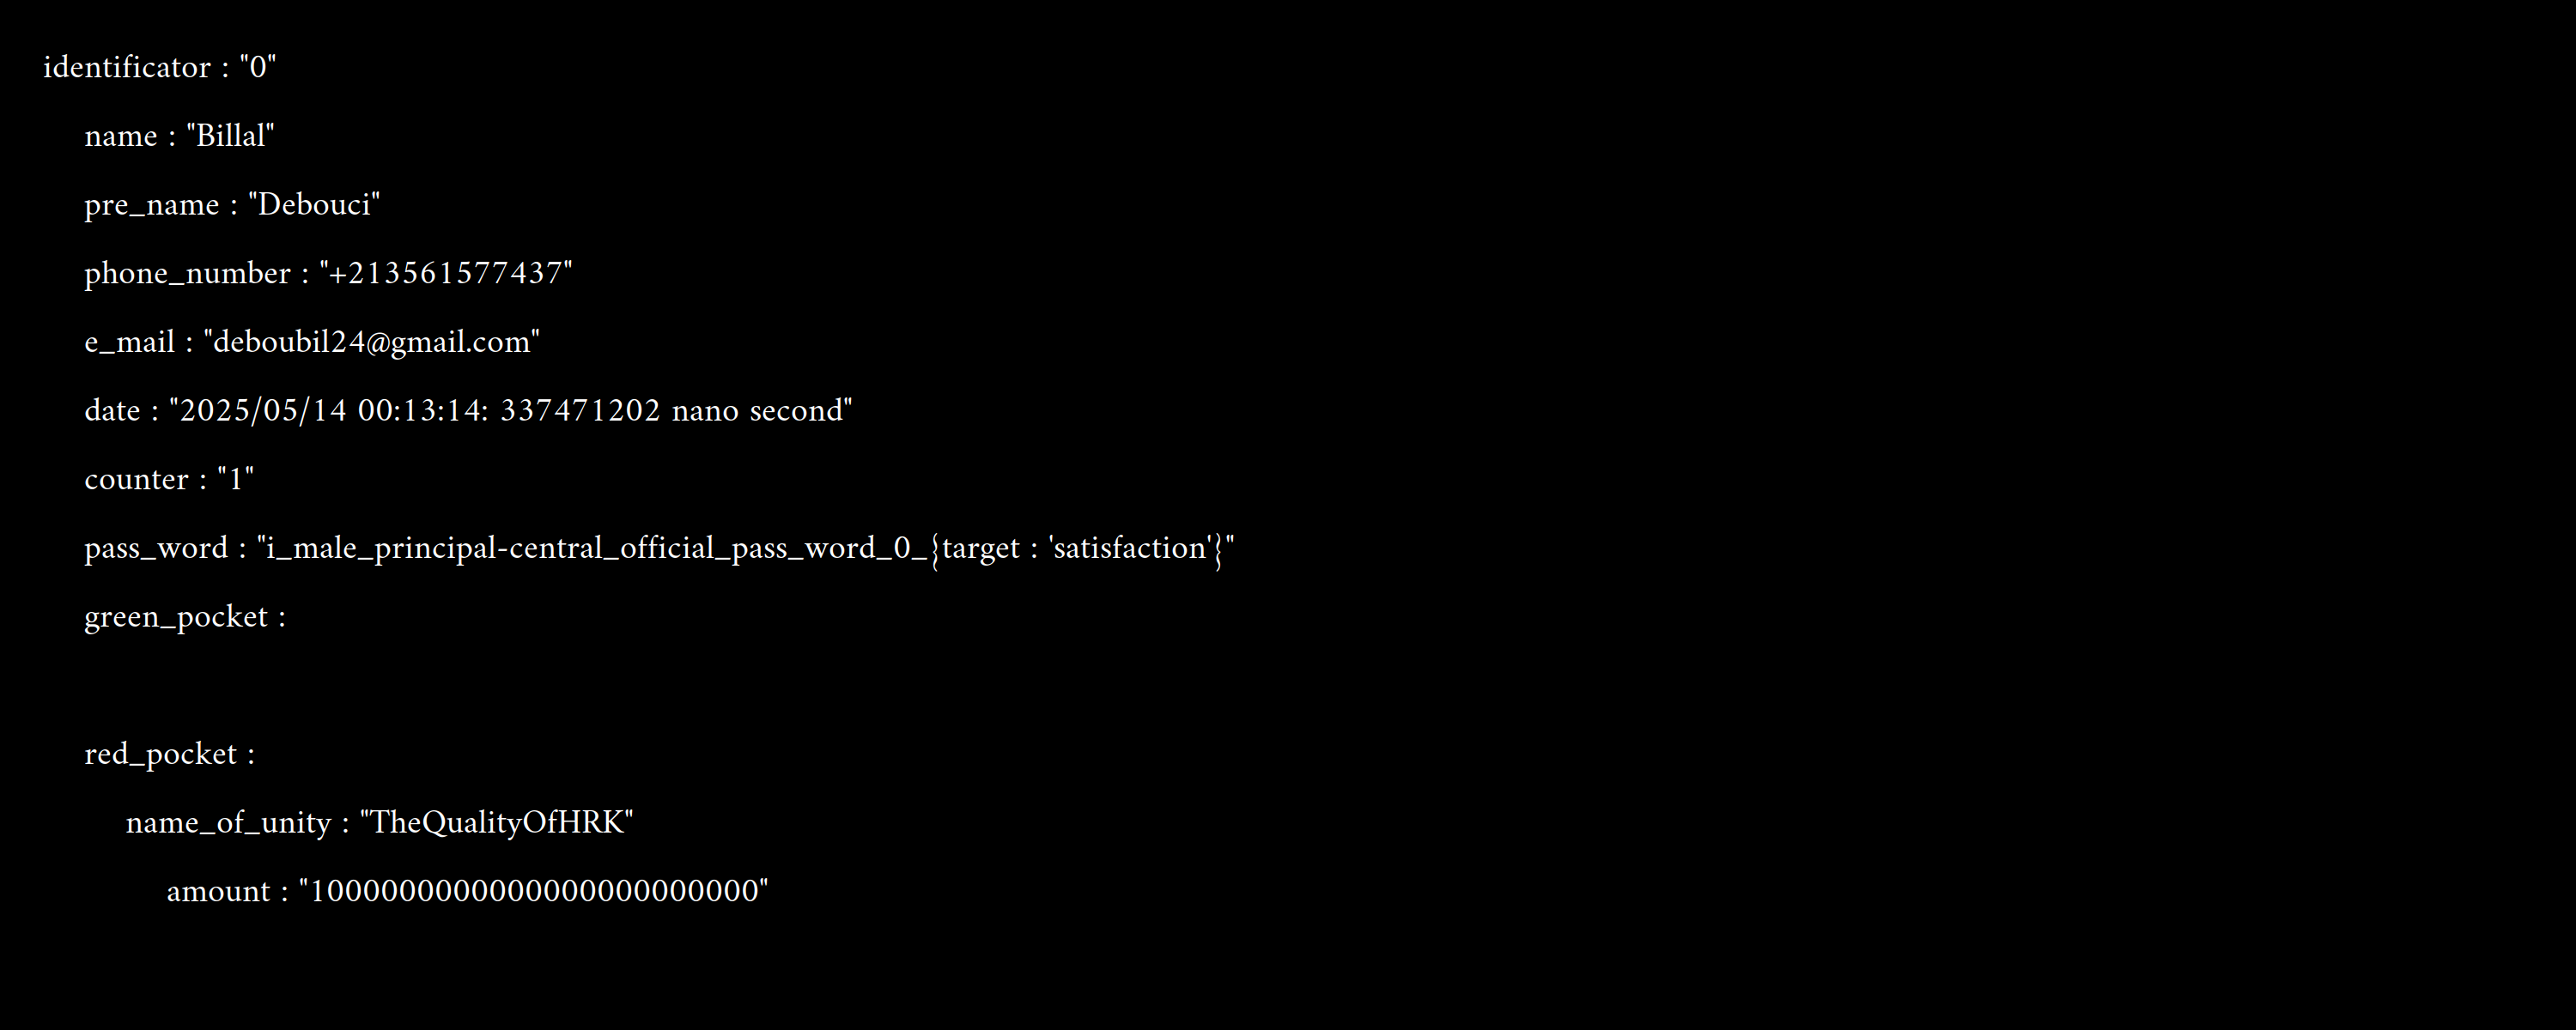 identificator : "0"
name : "Billal"
pre_name : "Debouci"
phone_number : "+213561577437"
e_mail : "deboubil24@gmail.com"
date : "2025/05/14 00:13:14: 337471202 nano second"
counter : "1"
pass_word : "i_male_principal-central_official_pass_word_0_{target : 'satisfaction'}"
green_pocket :
red_pocket :
name_of_unity : "TheQualityOfHRK"
amount : "1000000000000000000000000"